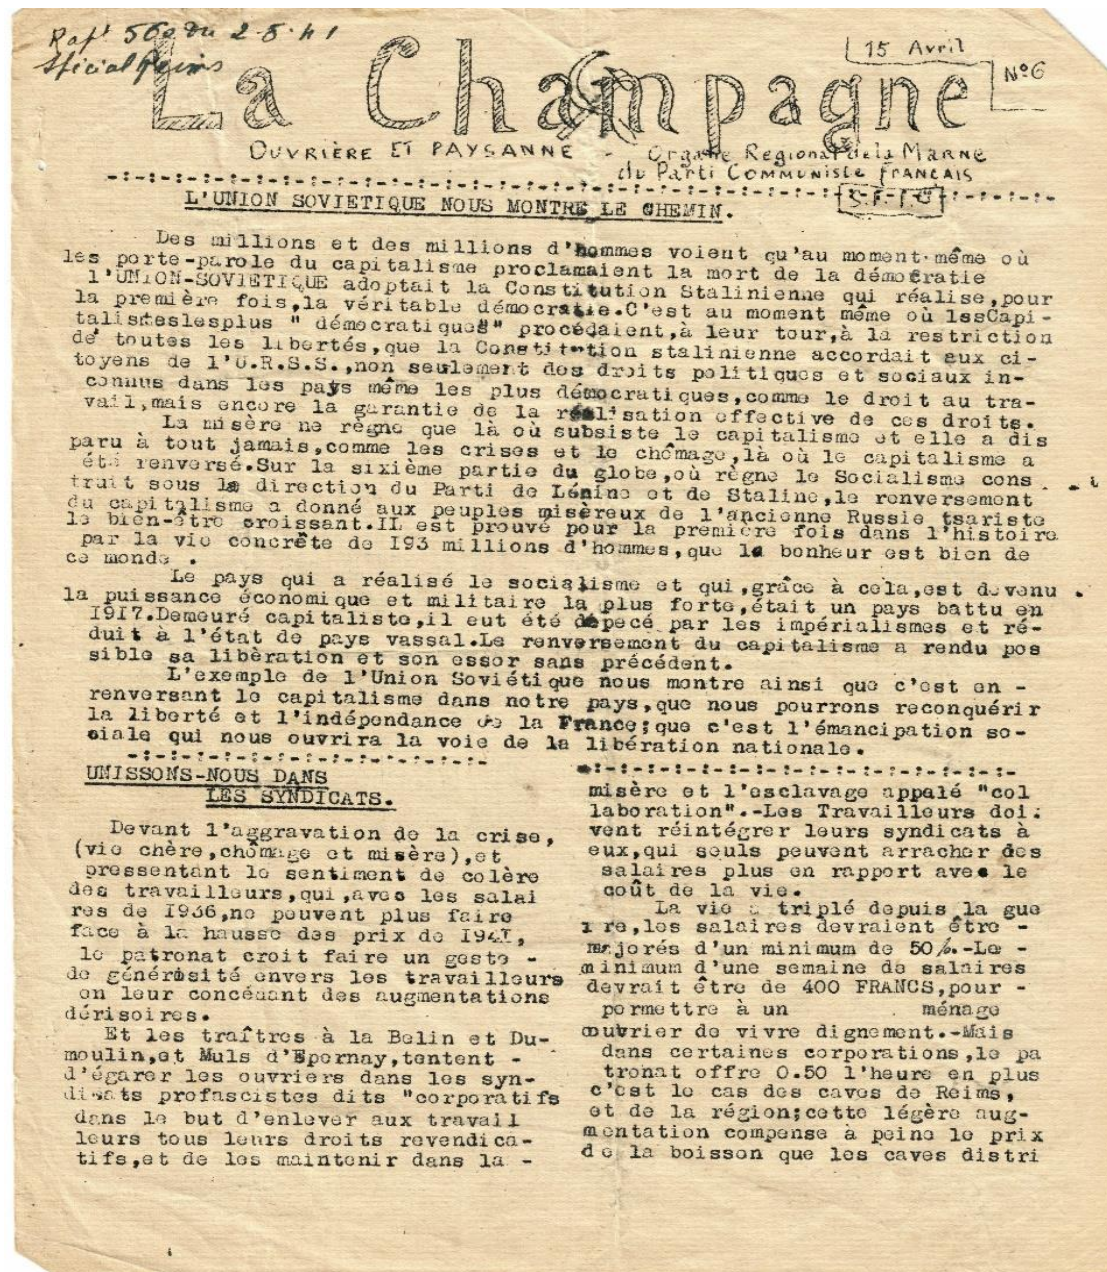 Rapt 560 du 2-5-41
Spécial Reims
15 Avril
N°6
La Champagne
OUVRIÈRE ET PAYSANNE - Organe Regional de la MARNE
du Parti COMMUNISTE FRANCAIS
S.F.I.C
L'UNION SOVIETIQUE NOUS MONTRE LE CHEMIN.
Des millions et des millions d'hommes voient qu'au moment-même où
les porte-parole du capitalisme proclamaient la mort de la démocratie
l'UNION-SOVIETIQUE adoptait la Constitution Stalinienne qui réalise,pour
la première fois,la véritable démocratie.C'est au moment même où lesCapi-
talisteslesplus " démocratiques" procédaient,à leur tour,à la restriction
de toutes les libertés,que la Constitution stalinienne accordait aux ci-
toyens de l'U.R.S.S.,non seulement des droits politiques et sociaux in-
connus dans les pays même les plus démocratiques,comme le droit au tra-
vail,mais encore la garantie de la réalisation effective de ces droits.
La misère ne règne que là où subsiste le capitalisme et elle a dis
paru à tout jamais,comme les crises et le chômage,là où le capitalisme a
été renversé.Sur la sixième partie du globe,où règne le Socialisme cons
truit sous la direction du Parti de Lénine et de Staline,le renversement
du capitalisme a donné aux peuples misèreux de l'ancienne Russie tsariste
le bien-être croissant.IL est prouvé pour la première fois dans l'histoire
par la vie concrête de I93 millions d'hommes,que le bonheur est bien de
ce monde .
Le pays qui a réalisé le socialisme et qui,grâce à cela,est devenu
la puissance économique et militaire la plus forte,était un pays battu en
I9I7.Demeuré capitaliste,il eut été dépecé par les impérialismes et ré-
duit à l'état de pays vassal.Le renversement du capitalisme a rendu pos
sible sa libèration et son essor sans précédent.
L'exemple de l'Union Soviétique nous montre ainsi que c'est en -
renversant le capitalisme dans notre pays,que nous pourrons reconquérir
la liberté et l'indépendance de la France;que c'est l'émancipation so-
ciale qui nous ouvrira la voie de la libération nationale.
UNISSONS-NOUS DANS
LES SYNDICATS.
Devant l'aggravation de la crise,
(vie chère,chômage et misère),et
pressentant le sentiment de colère
des travailleurs,qui,avec les salai
res de I936,ne peuvent plus faire
face à la hausse des prix de I94I,
le patronat croit faire un geste -
de générosité envers les travailleurs
en leur concédant des augmentations
dérisoires.
Et les traîtres à la Belin et Du-
moulin,et Muls d'Epernay,tentent -
d'égarer les ouvriers dans les syn-
dicats profascistes dits "corporatifs
dans le but d'enlever aux travail
leurs tous leurs droits revendica-
tifs,et de les maintenir dans la -
misère et l'esclavage appalé "col
laboration".-Les Travailleurs doi:
vent réintégrer leurs syndicats à
eux,qui seuls peuvent arracher des
salaires plus en rapport avec le
coût de la vie.
La vie a triplé depuis la gue
rre,les salaires devraient être -
majorés d'un minimum de 50%.-Le -
minimum d'une semaine de salaires
devrait être de 400 FRANCS,pour -
permettre à un ménage
ouvrier de vivre dignement.-Mais
dans certaines corporations,le pa
tronat offre 0.50 l'heure en plus
c'est le cas des caves de Reims,
et de la région;cette légère aug-
mentation compense à peine le prix
de la boisson que les caves distri